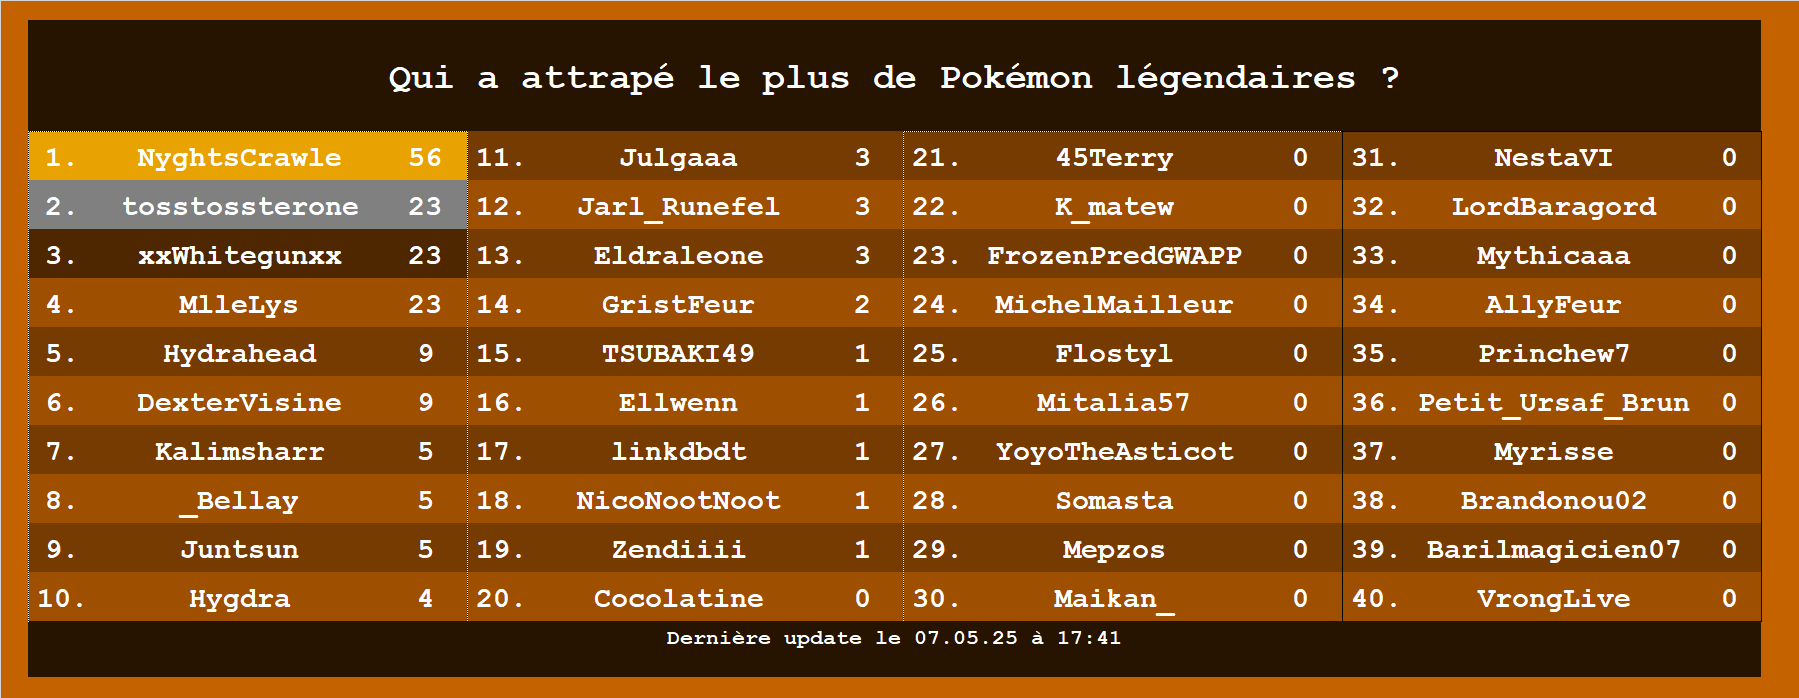 Qui a attrapé le plus de Pokémon légendaires ?
1. NyghtsCrawle 56
2. tosstossterone 23
3. xxWhitegunxx 23
4. MlleLys 23
5. Hydrahead 9
6. DexterVisine 9
7. Kalimsharr 5
8. _Bellay 5
9. Juntsun 5
10. Hygdra 4
11. Julgaaa 3
12. Jarl_Runefel 3
13. Eldraleone 3
14. GristFeur 2
15. TSUBAKI49 1
16. Ellwenn 1
17. linkdbdt 1
18. NicoNootNoot 1
19. Zendiiii 1
20. Cocolatine 0
21. 45Terry 0
22. K_matew 0
23. FrozenPredGWAPP 0
24. MichelMailleur 0
25. Flostyl 0
26. Mitalia57 0
27. YoyoTheAsticot 0
28. Somasta 0
29. Mepzos 0
30. Maikan_ 0
31. NestaVI 0
32. LordBaragord 0
33. Mythicaaa 0
34. AllyFeur 0
35. Princhew7 0
36. Petit_Ursaf_Brun 0
37. Myrisse 0
38. Brandonou02 0
39. Barilmagicien07 0
40. VrongLive 0
Dernière update le 07.05.25 à 17:41